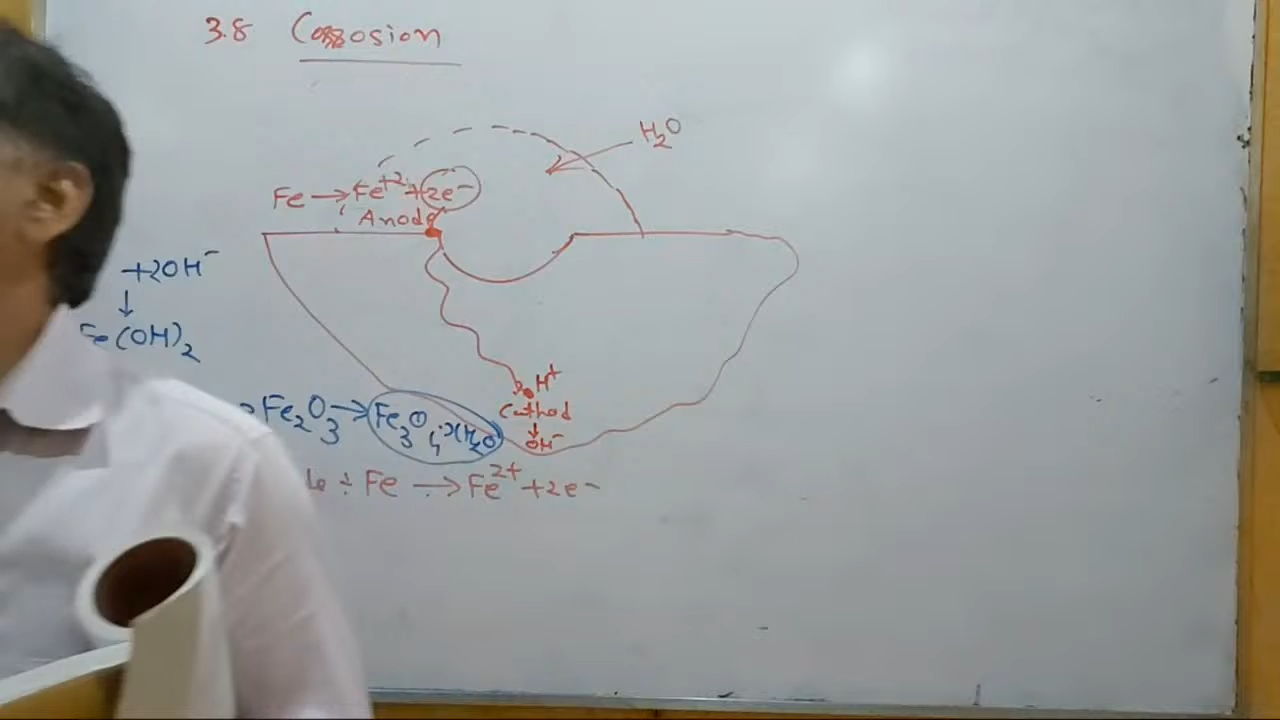 3.8 Corrosion
H₂O
Fe → Fe⁺² + 2e⁻
Anode
+2OH⁻
↓
Fe(OH)₂
H⁺
Cathod
↓
OH⁻
Fe₂O₃ → Fe₃O₄·x(H₂O
: Fe → Fe²⁺ + 2e⁻